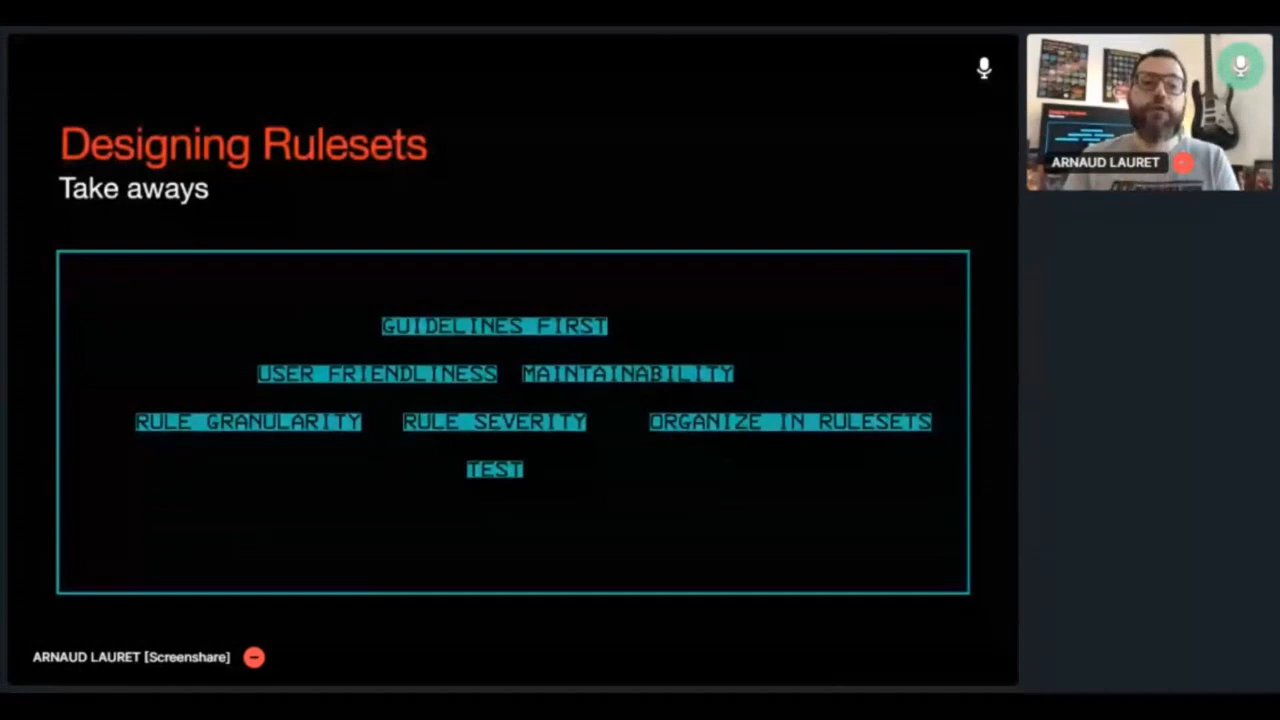 Designing Rulesets
Take aways
GUIDELINES FIRST
USER FRIENDLINESS MAINTAINABILITY
RULE GRANULARITY RULE SEVERITY ORGANIZE IN RULESETS
TEST
ARNAUD LAURET [Screenshare]
ARNAUD LAURET